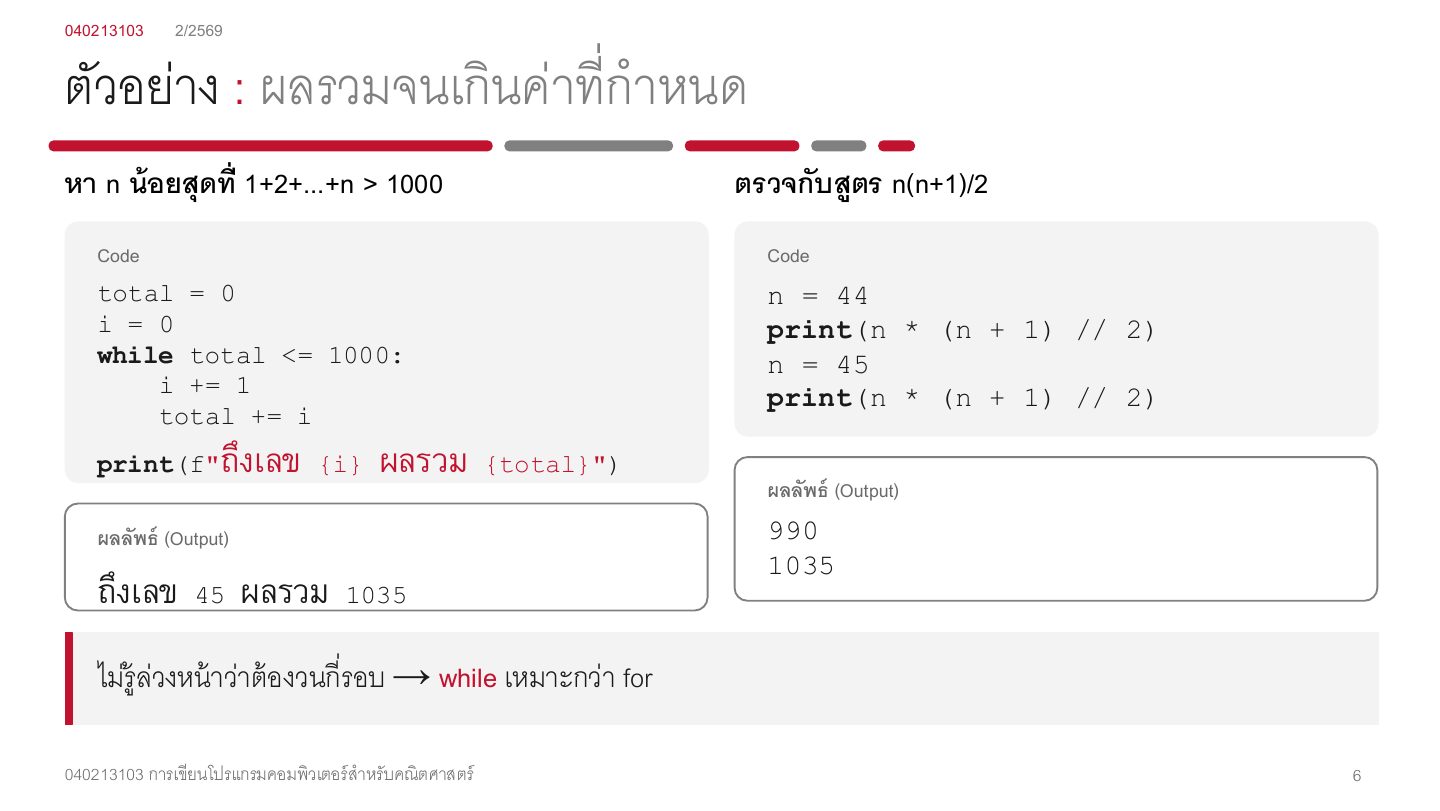 040213103 2/2569
ตัวอย่าง : ผลรวมจนเกินค่าที่กำหนด
หา n น้อยสุดที่ 1+2+...+n > 1000
Code
total = 0
i = 0
while total <= 1000:
    i += 1
    total += i
print(f"ถึงเลข {i} ผลรวม {total}")
ผลลัพธ์ (Output)
ถึงเลข 45 ผลรวม 1035
ตรวจกับสูตร n(n+1)/2
Code
n = 44
print(n * (n + 1) // 2)
n = 45
print(n * (n + 1) // 2)
ผลลัพธ์ (Output)
990
1035
ไม่รู้ล่วงหน้าว่าต้องวนกี่รอบ → while เหมาะกว่า for
040213103 การเขียนโปรแกรมคอมพิวเตอร์สำหรับคณิตศาสตร์ 6